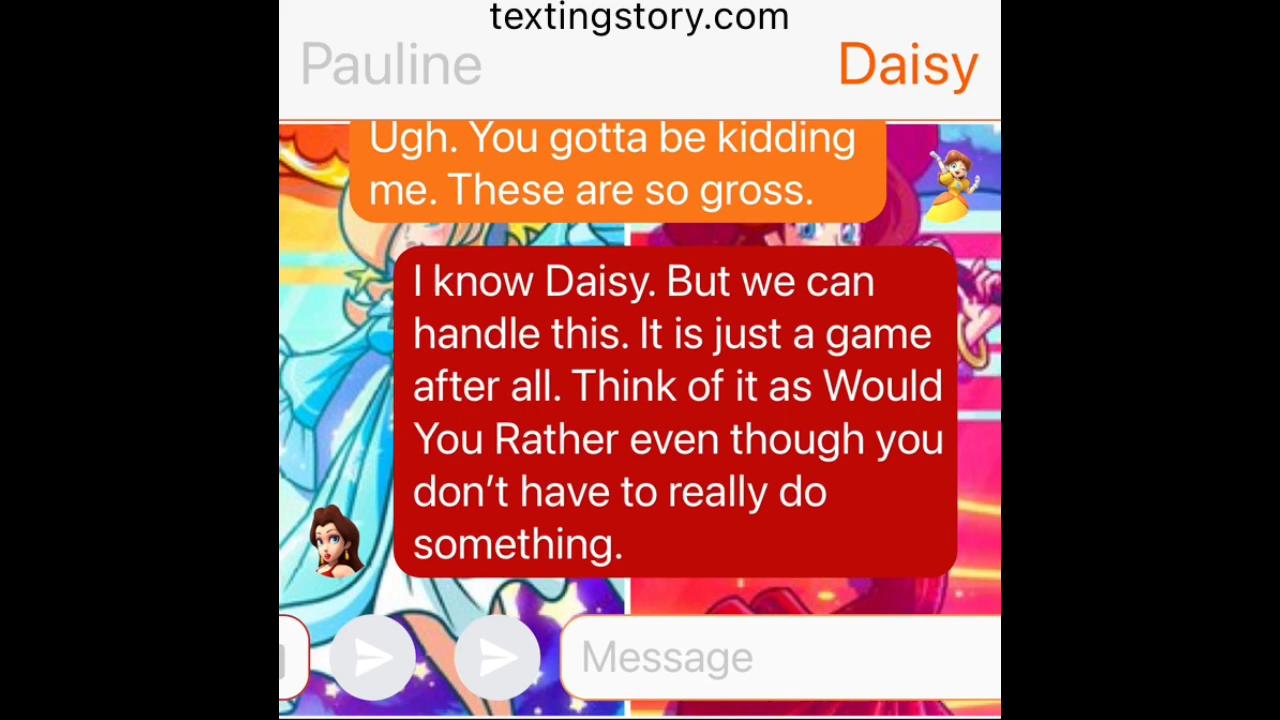 textingstory.com
Pauline
Daisy
Ugh. You gotta be kidding
me. These are so gross.
I know Daisy. But we can
handle this. It is just a game
after all. Think of it as Would
You Rather even though you
don’t have to really do
something.
Message